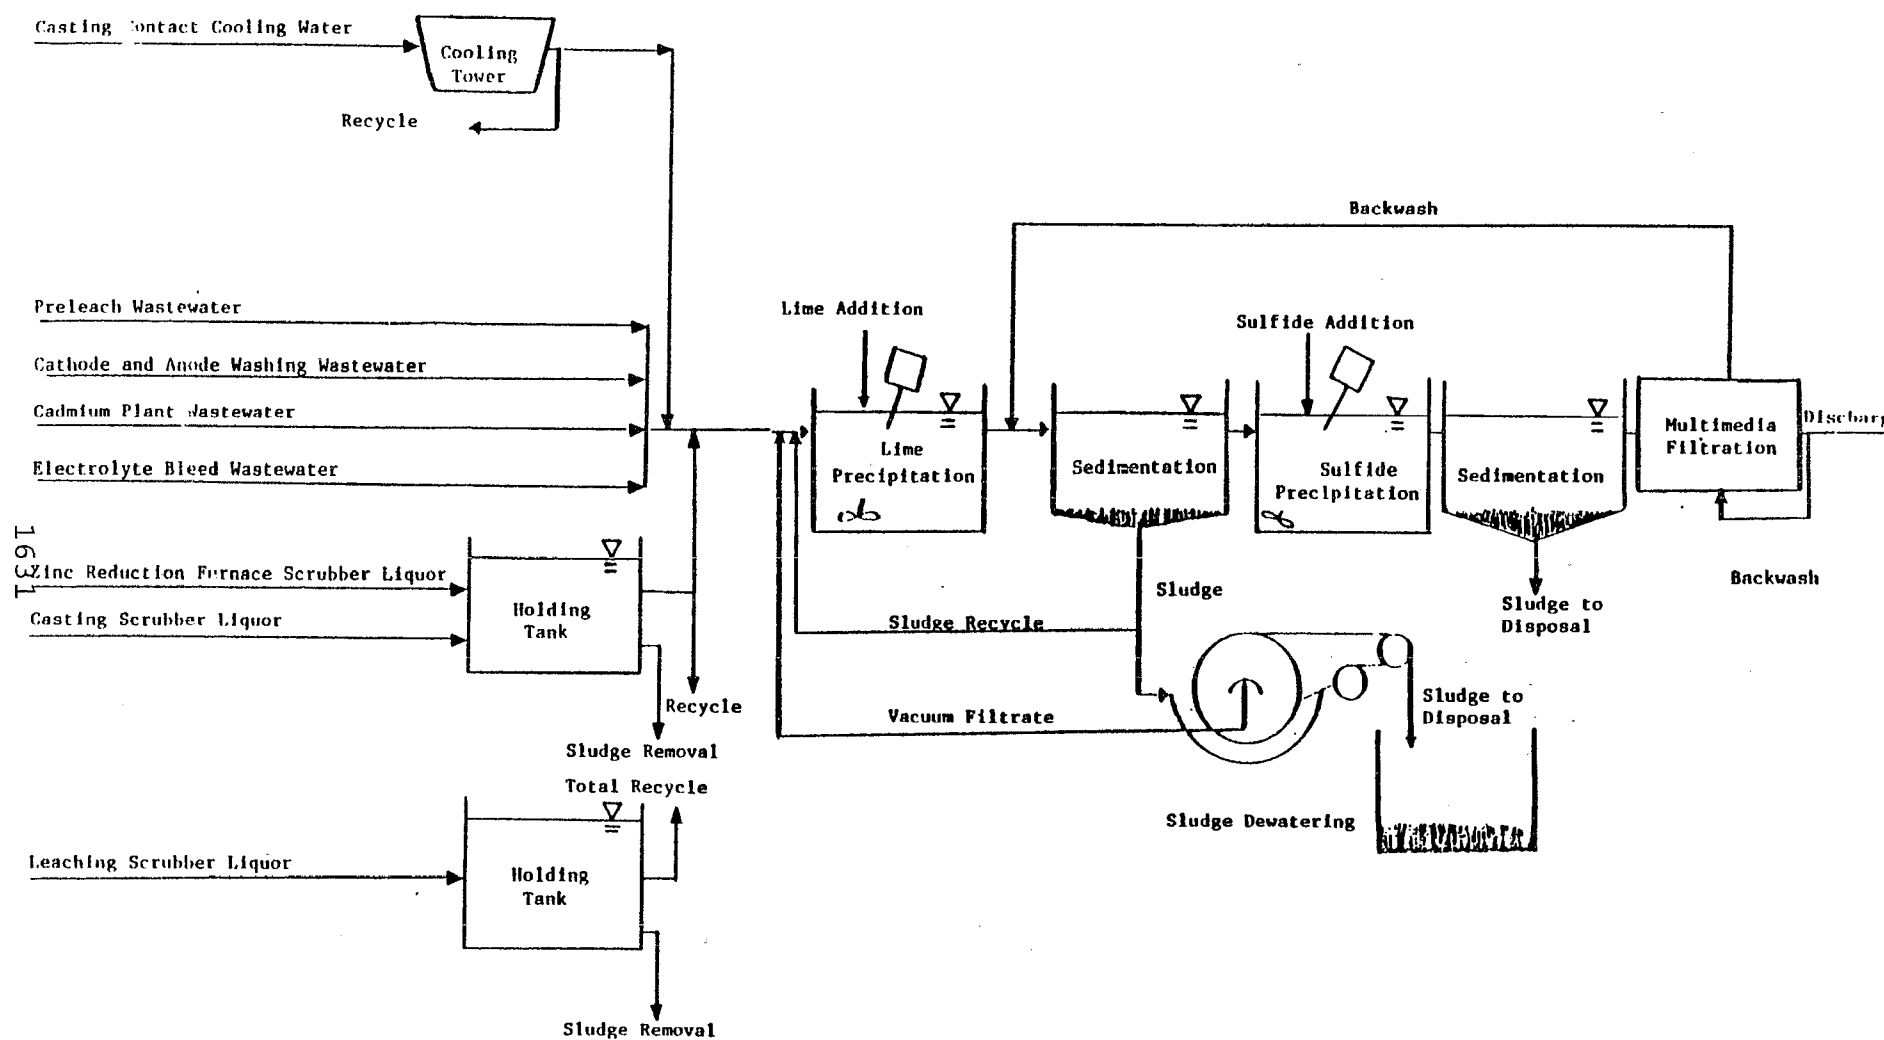 Casting Contact Cooling Water
Cooling
Tower
Recycle
Backwash
Preleach Wastewater
Lime Addition
Sulfide Addition
Cathode and Anode Washing Wastewater
Cadmium Plant Wastewater
Electrolyte Bleed Wastewater
Lime
Precipitation
Sedimentation
Sulfide
Precipitation
Sedimentation
Multimedia
Filtration
Discharg
1631
Zinc Reduction Furnace Scrubber Liquor
Casting Scrubber Liquor
Holding
Tank
Sludge
Sludge Recycle
Sludge to
Disposal
Backwash
Recycle
Sludge Removal
Vacuum Filtrate
Sludge to
Disposal
Total Recycle
Sludge Dewatering
Leaching Scrubber Liquor
Holding
Tank
Sludge Removal